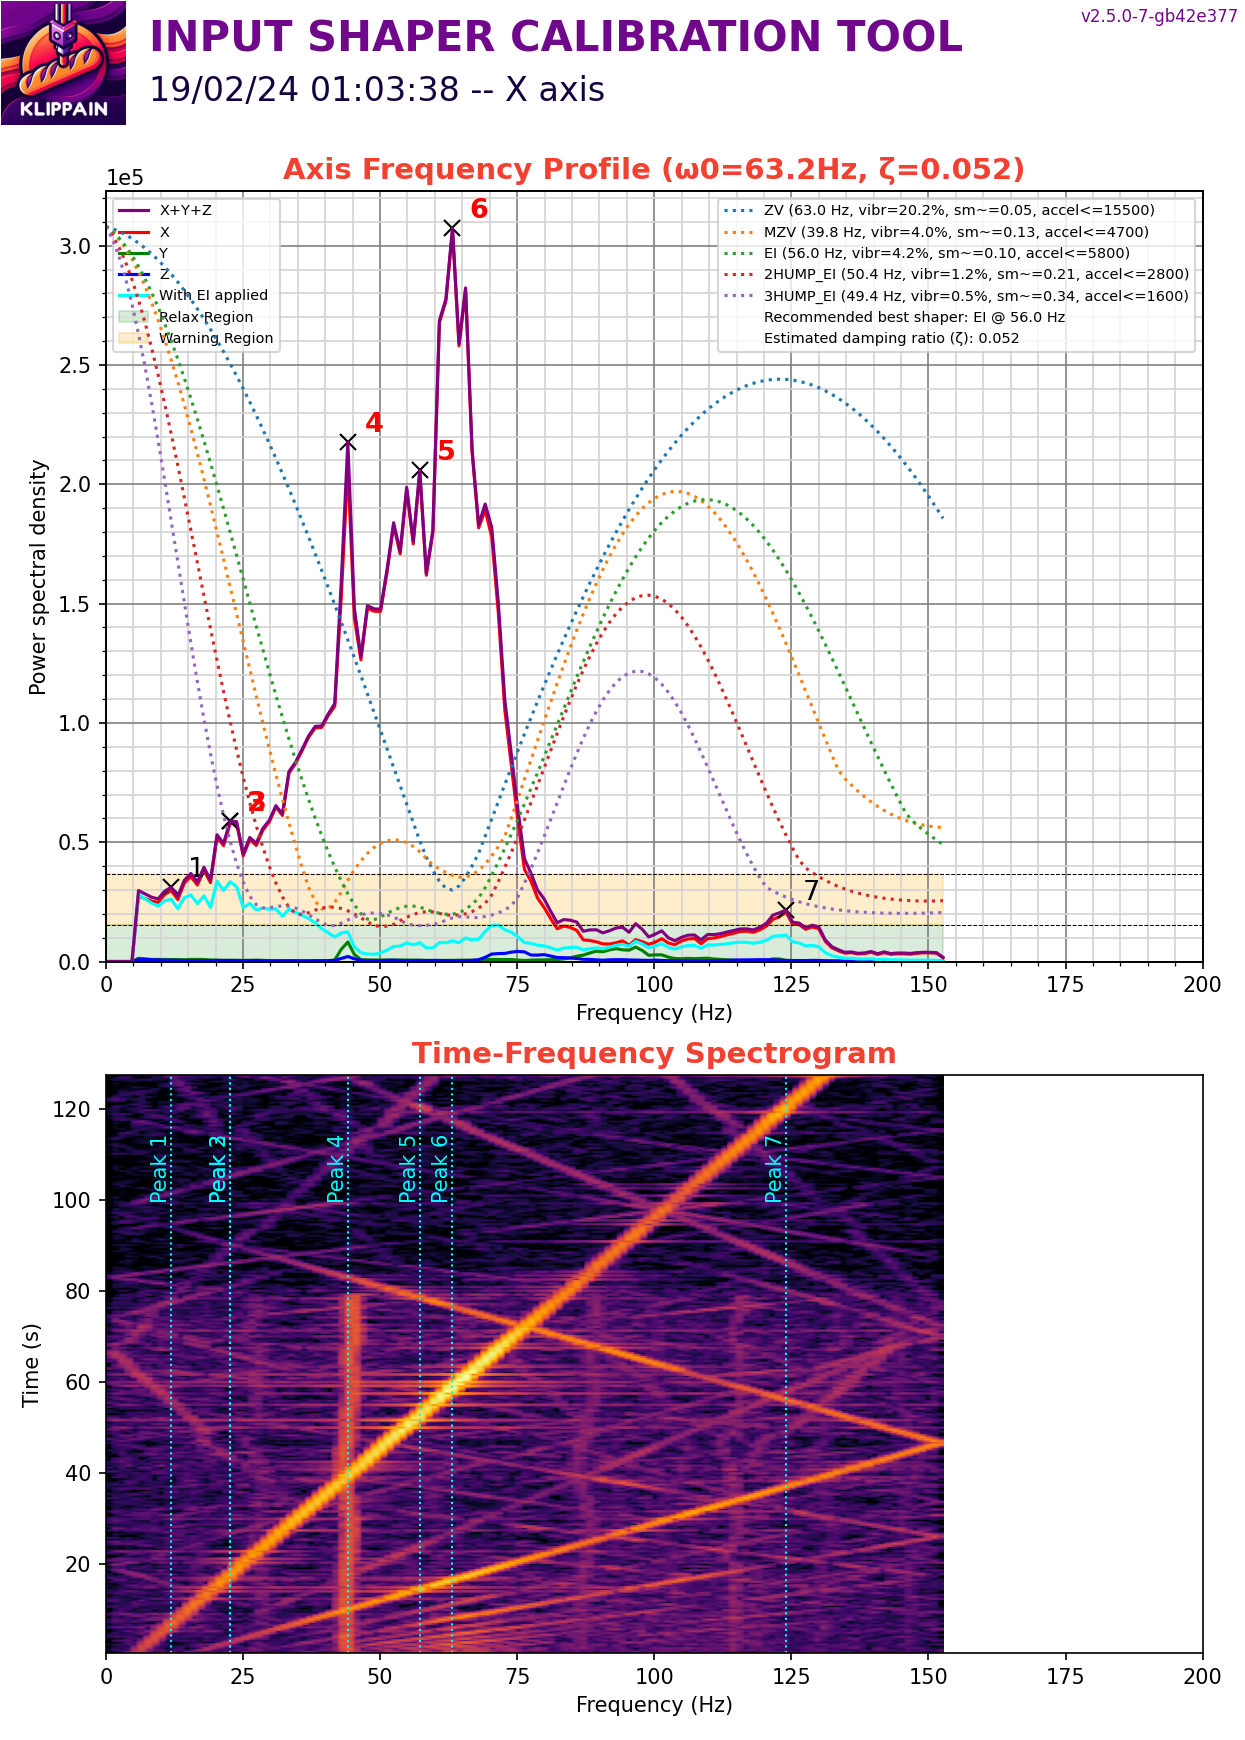 KLIPPAIN
INPUT SHAPER CALIBRATION TOOL
v2.5.0-7-gb42e377
19/02/24 01:03:38 -- X axis
Axis Frequency Profile (ω0=63.2Hz, ζ=0.052)
1e5
X+Y+Z
X
Y
Z
With EI applied
Relax Region
Warning Region
ZV (63.0 Hz, vibr=20.2%, sm~=0.05, accel<=15500)
MZV (39.8 Hz, vibr=4.0%, sm~=0.13, accel<=4700)
EI (56.0 Hz, vibr=4.2%, sm~=0.10, accel<=5800)
2HUMP_EI (50.4 Hz, vibr=1.2%, sm~=0.21, accel<=2800)
3HUMP_EI (49.4 Hz, vibr=0.5%, sm~=0.34, accel<=1600)
Recommended best shaper: EI @ 56.0 Hz
Estimated damping ratio (ζ): 0.052
6
4
5
3
1
7
3.0
2.5
2.0
1.5
1.0
0.5
0.0
Power spectral density
0 25 50 75 100 125 150 175 200
Frequency (Hz)
Time-Frequency Spectrogram
120
100
80
60
40
20
Time (s)
Peak 1
Peak 4
Peak 5
Peak 6
Peak 7
0 25 50 75 100 125 150 175 200
Frequency (Hz)